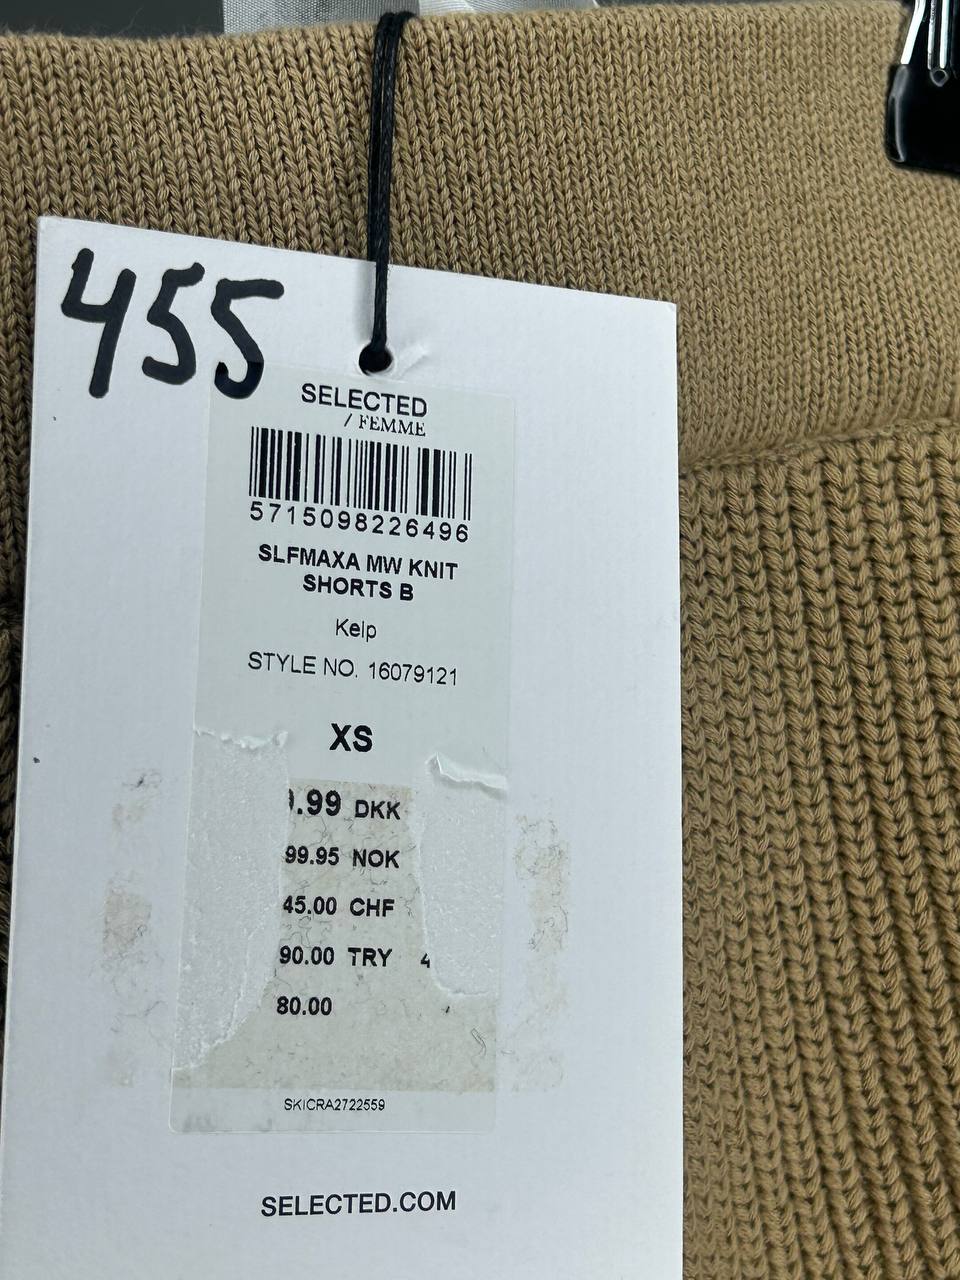 455
SELECTED
/ FEMME
5715098226496
SLFMAXA MW KNIT
SHORTS B
Kelp
STYLE NO. 16079121
XS
.99 DKK
99.95 NOK
45.00 CHF
90.00 TRY 4
80.00
SKICRA2722559
SELECTED.COM